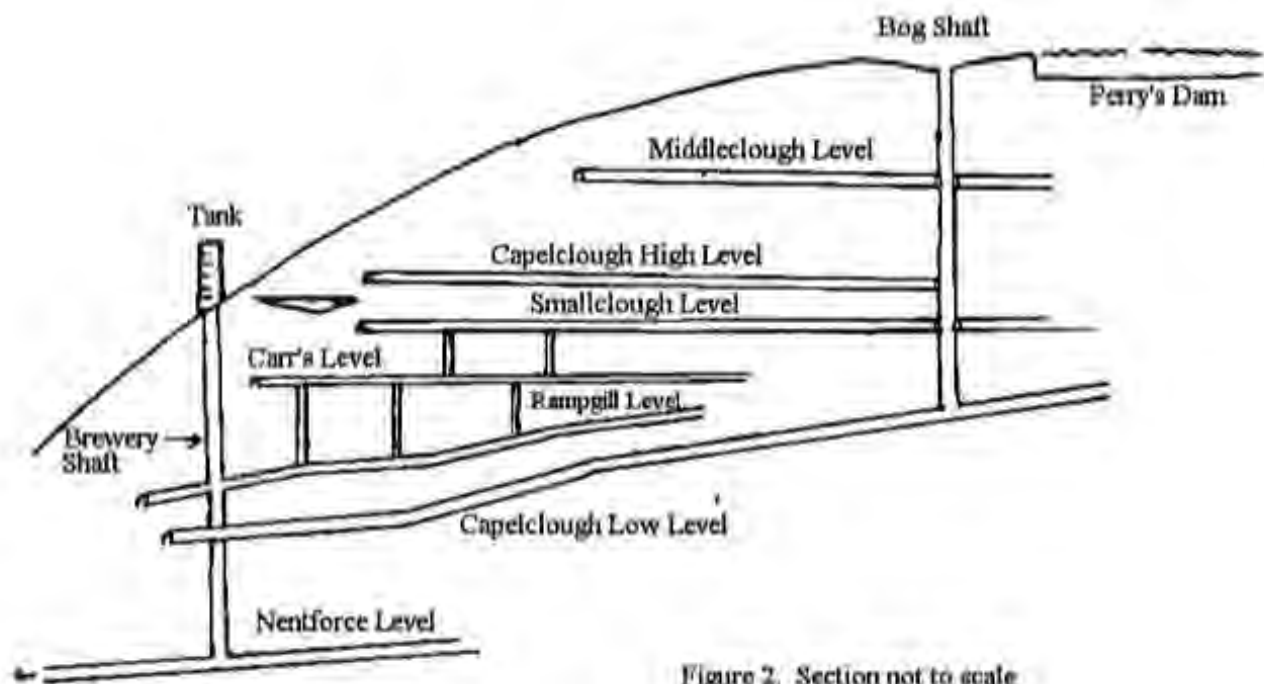 Bog Shaft
Perry's Dam
Middleclough Level
Tank
Capelclough High Level
Smallclough Level
Carr's Level
Rampgill Level
Brewery
Shaft
Capelclough Low Level
Nentforce Level
Figure 2. Section not to scale